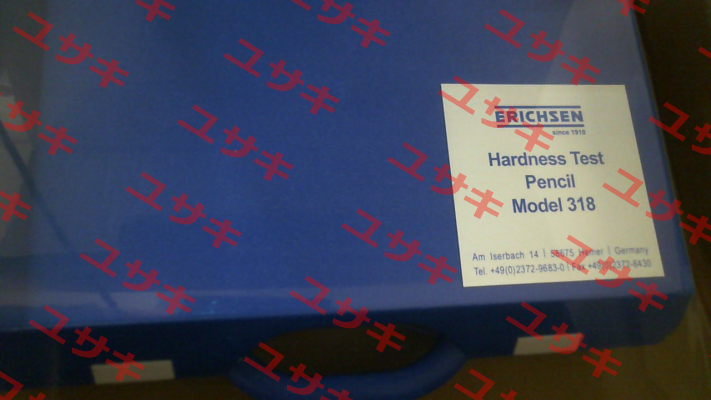 ERICHSEN
since 1910
Hardness Test
Pencil
Model 318
Am Iserbach 14 | 58675 Hemer | Germany
Tel. +49(0)2372-9683-0 | Fax +49(0)2372-6430
ユサキ